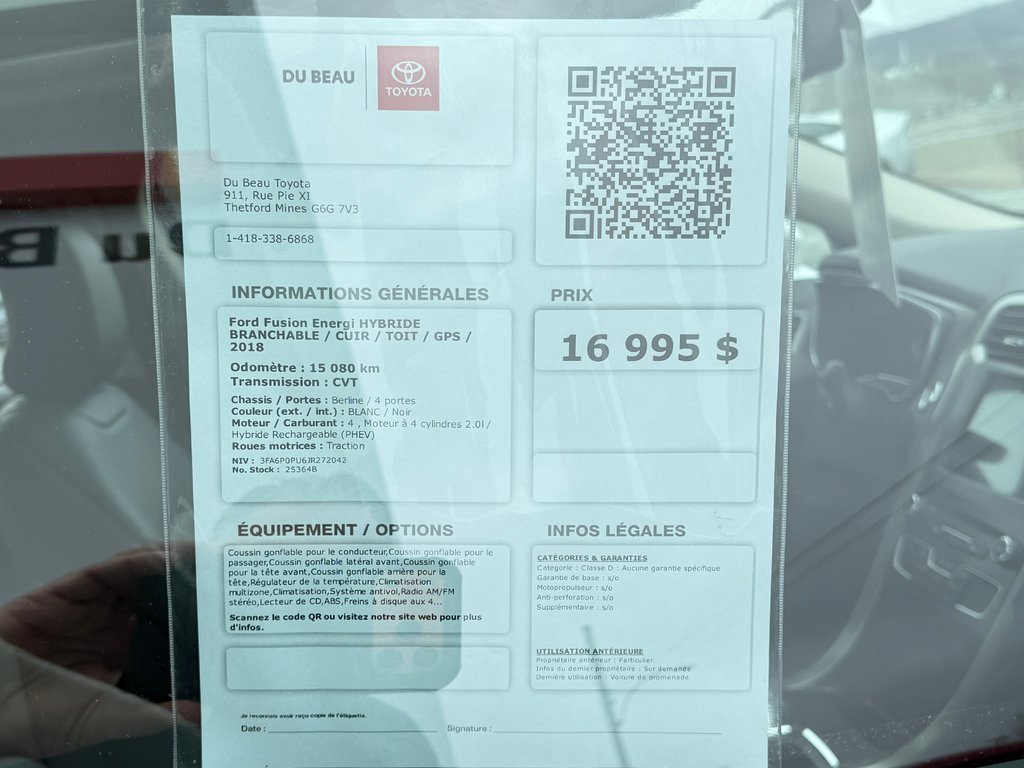 DU BEAU
TOYOTA
Du Beau Toyota
911, Rue Pie XI
Thetford Mines G6G 7V3
1-418-338-6868
INFORMATIONS GÉNÉRALES
Ford Fusion Energi HYBRIDE
BRANCHABLE / CUIR / TOIT / GPS /
2018
Odomètre : 15 080 km
Transmission : CVT
Chassis / Portes : Berline / 4 portes
Couleur (ext. / int.) : BLANC / Noir
Moteur / Carburant : 4 , Moteur à 4 cylindres 2.0l /
Hybride Rechargeable (PHEV)
Roues motrices : Traction
NIV : 3FA6P0PU6JR272042
No. Stock : 25364B
PRIX
16 995 $
ÉQUIPEMENT / OPTIONS
Coussin gonflable pour le conducteur,Coussin gonflable pour le
passager,Coussin gonflable latéral avant,Coussin gonflable
pour la tête avant,Coussin gonflable arrière pour la
tête,Régulateur de la température,Climatisation
multizone,Climatisation,Système antivol,Radio AM/FM
stéréo,Lecteur de CD,ABS,Freins à disque aux 4...
Scannez le code QR ou visitez notre site web pour plus
d'infos.
INFOS LÉGALES
CATÉGORIES & GARANTIES
Categorie : Classe D : Aucune garantie spécifique
Garantie de base : s/o
Motopropulseur : s/o
Anti-perforation : s/o
Supplémentaire : s/o
UTILISATION ANTÉRIEURE
Propriétaire antérieur : Particulier
Infos du dernier propriétaire : Sur demande
Dernière utilisation : Voiture de promenade
Je reconnais avoir reçu copie de l'étiquette.
Date : Signature :